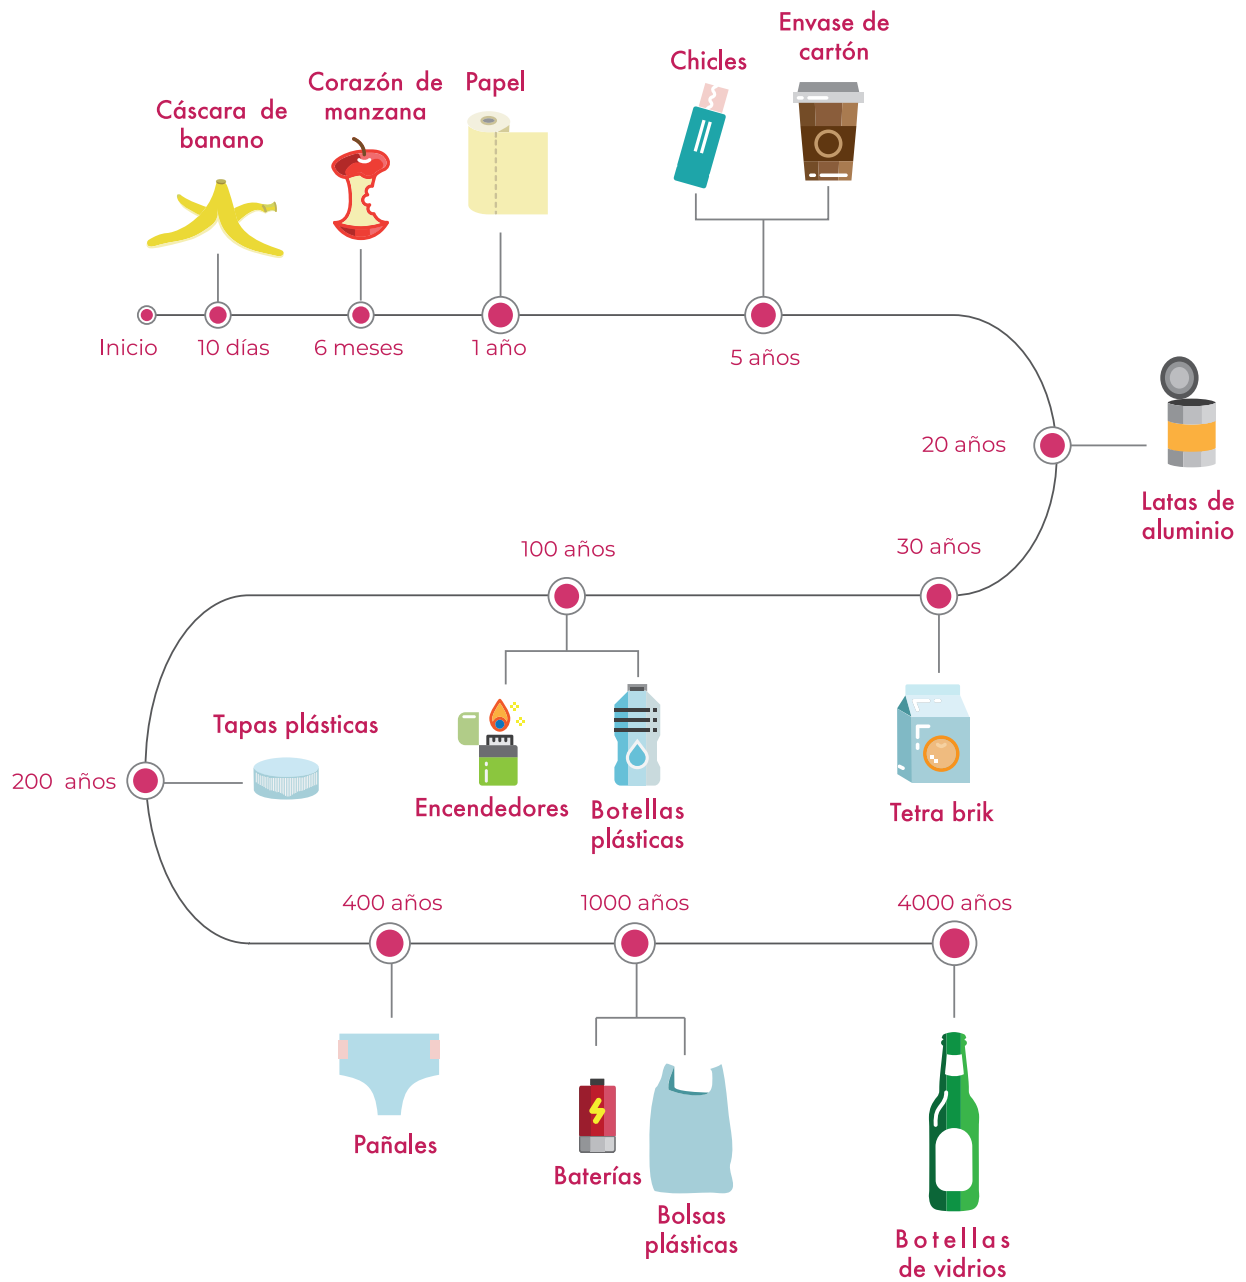 Envase de
cartón
Chicles
Corazón de
manzana
Papel
Cáscara de
banano
Inicio
10 días
6 meses
1 año
5 años
20 años
Latas de
aluminio
100 años
30 años
Tapas plásticas
200 años
Encendedores
Botellas
plásticas
Tetra brik
400 años
1000 años
4000 años
Pañales
Baterías
Bolsas
plásticas
Botellas
de vidrios